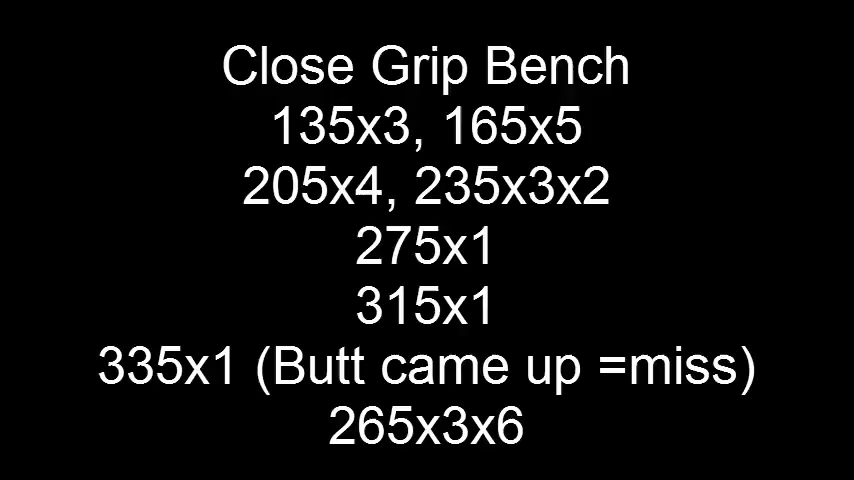 Close Grip Bench
135x3, 165x5
205x4, 235x3x2
275x1
315x1
335x1 (Butt came up =miss)
265x3x6